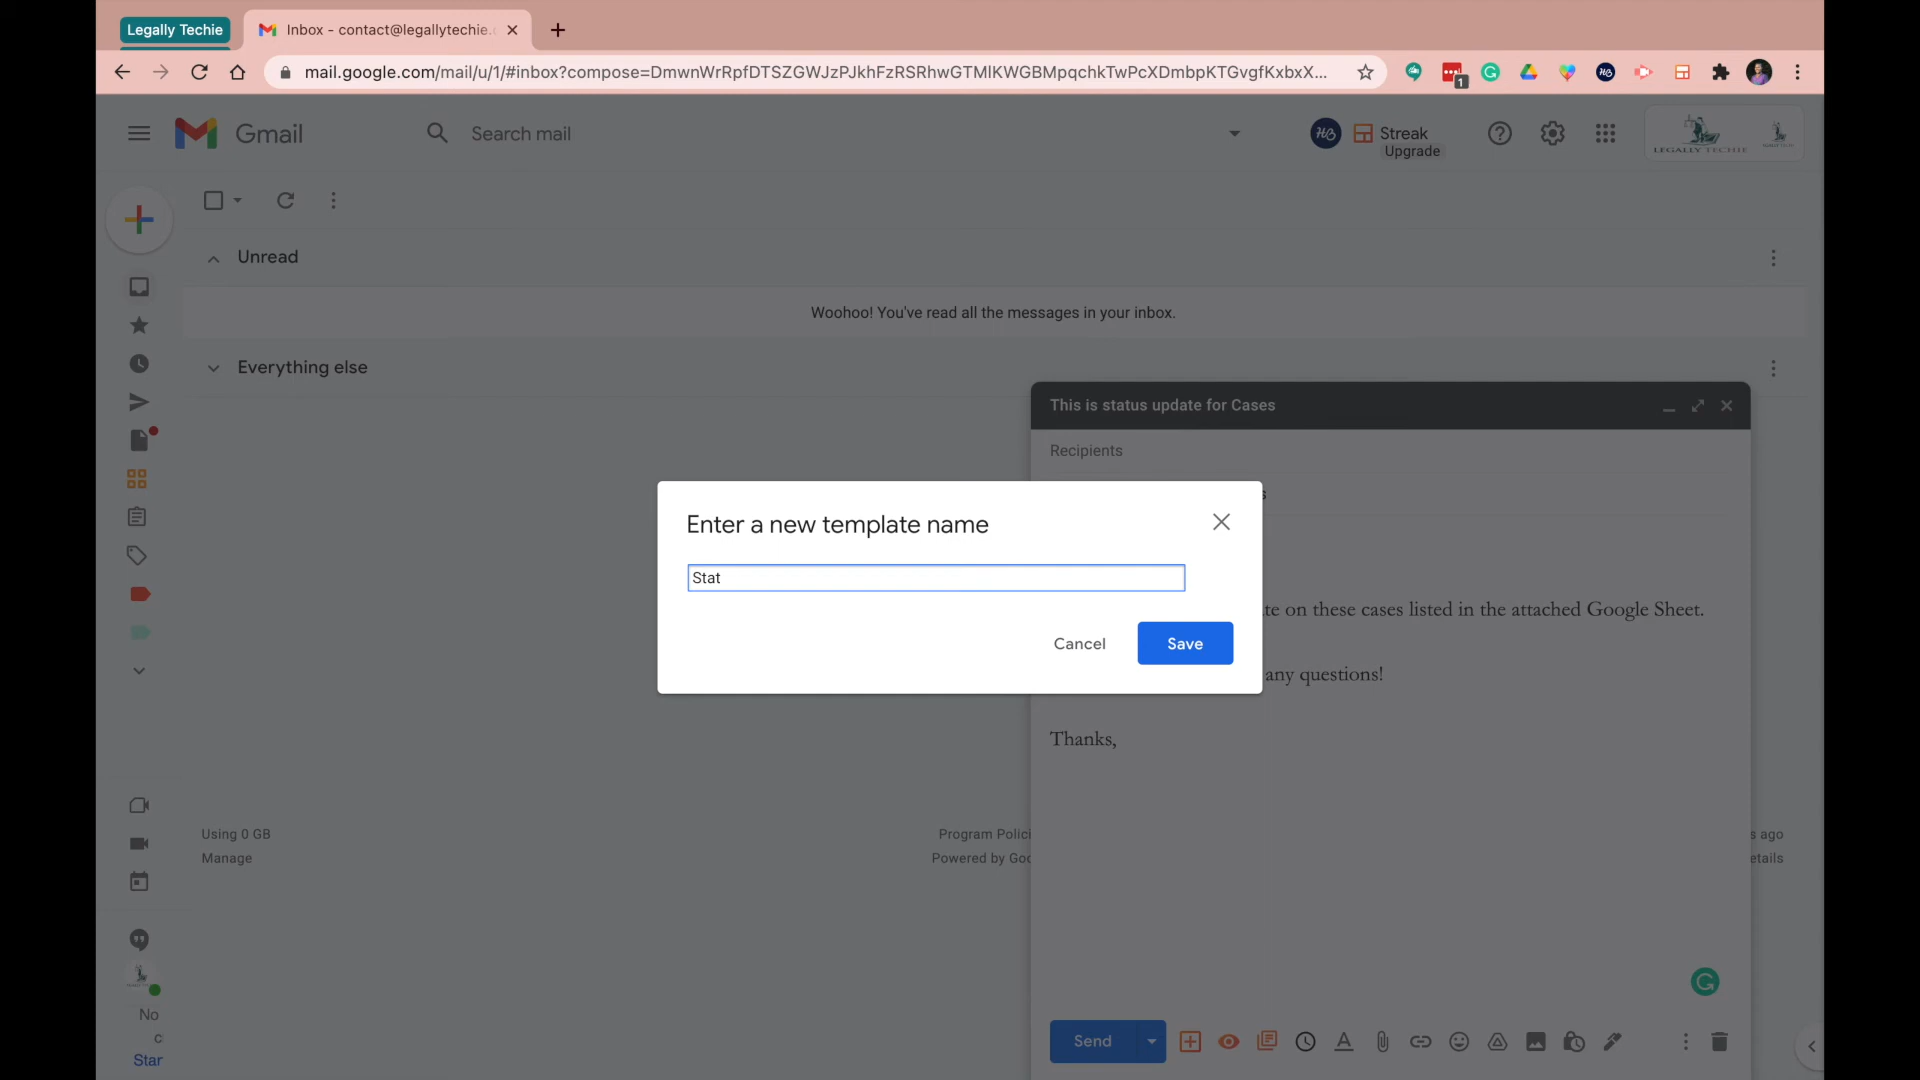 Legally Techie
Inbox - contact@legallytechie.
mail.google.com/mail/u/1/#inbox?compose=DmwnWrRpfDTSZGWJzPJkhFzRSRhwGTMlKWGBMpqchkTwPcXDmbpKTGvgfKxbxX...
1
Gmail
Search mail
Streak
Upgrade
LEGALLY TECHIE
Unread
Woohoo! You've read all the messages in your inbox.
Everything else
This is status update for Cases
Recipients
Enter a new template name
Stat
te on these cases listed in the attached Google Sheet.
Cancel
Save
any questions!
Thanks,
Using 0 GB
Manage
Program Polici
Powered by Goo
s ago
etails
No
c
Star
Send